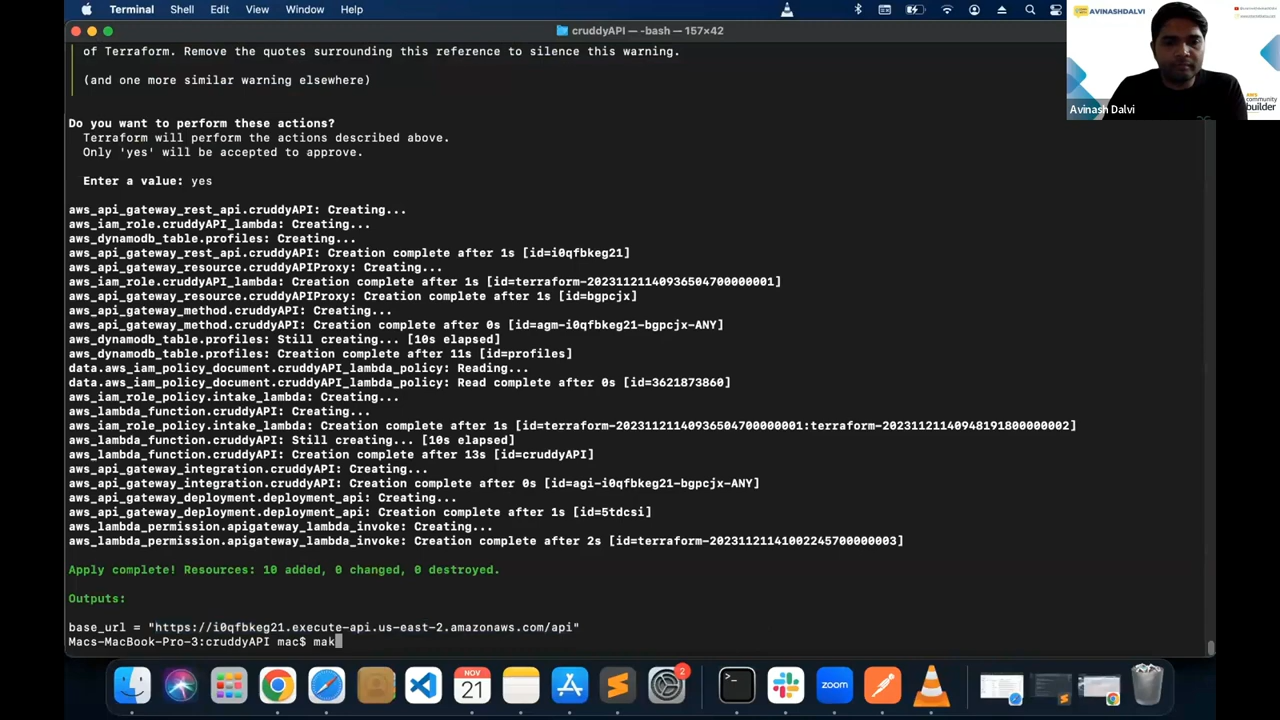 Terminal Shell Edit View Window Help
cruddyAPI — -bash — 157×42
of Terraform. Remove the quotes surrounding this reference to silence this warning.
(and one more similar warning elsewhere)
Do you want to perform these actions?
Terraform will perform the actions described above.
Only 'yes' will be accepted to approve.
Enter a value: yes
aws_api_gateway_rest_api.cruddyAPI: Creating...
aws_iam_role.cruddyAPI_lambda: Creating...
aws_dynamodb_table.profiles: Creating...
aws_api_gateway_rest_api.cruddyAPI: Creation complete after 1s [id=i0qfbkeg21]
aws_api_gateway_resource.cruddyAPIProxy: Creating...
aws_iam_role.cruddyAPI_lambda: Creation complete after 1s [id=terraform-20231121140936504700000001]
aws_api_gateway_resource.cruddyAPIProxy: Creation complete after 1s [id=bgpcjx]
aws_api_gateway_method.cruddyAPI: Creating...
aws_api_gateway_method.cruddyAPI: Creation complete after 0s [id=agm-i0qfbkeg21-bgpcjx-ANY]
aws_dynamodb_table.profiles: Still creating... [10s elapsed]
aws_dynamodb_table.profiles: Creation complete after 11s [id=profiles]
data.aws_iam_policy_document.cruddyAPI_lambda_policy: Reading...
data.aws_iam_policy_document.cruddyAPI_lambda_policy: Read complete after 0s [id=3621873860]
aws_iam_role_policy.intake_lambda: Creating...
aws_lambda_function.cruddyAPI: Creating...
aws_iam_role_policy.intake_lambda: Creation complete after 1s [id=terraform-20231121140936504700000001:terraform-20231121140948191800000002]
aws_lambda_function.cruddyAPI: Still creating... [10s elapsed]
aws_lambda_function.cruddyAPI: Creation complete after 13s [id=cruddyAPI]
aws_api_gateway_integration.cruddyAPI: Creating...
aws_api_gateway_integration.cruddyAPI: Creation complete after 0s [id=agi-i0qfbkeg21-bgpcjx-ANY]
aws_api_gateway_deployment.deployment_api: Creating...
aws_api_gateway_deployment.deployment_api: Creation complete after 1s [id=5tdcsi]
aws_lambda_permission.apigateway_lambda_invoke: Creating...
aws_lambda_permission.apigateway_lambda_invoke: Creation complete after 2s [id=terraform-20231121141002245700000003]
Apply complete! Resources: 10 added, 0 changed, 0 destroyed.
Outputs:
base_url = "https://i0qfbkeg21.execute-api.us-east-2.amazonaws.com/api"
Macs-MacBook-Pro-3:cruddyAPI mac$ mak
AVINASHDALVI
Avinash Dalvi
aws
community
builder
NOV
21
2
zoom